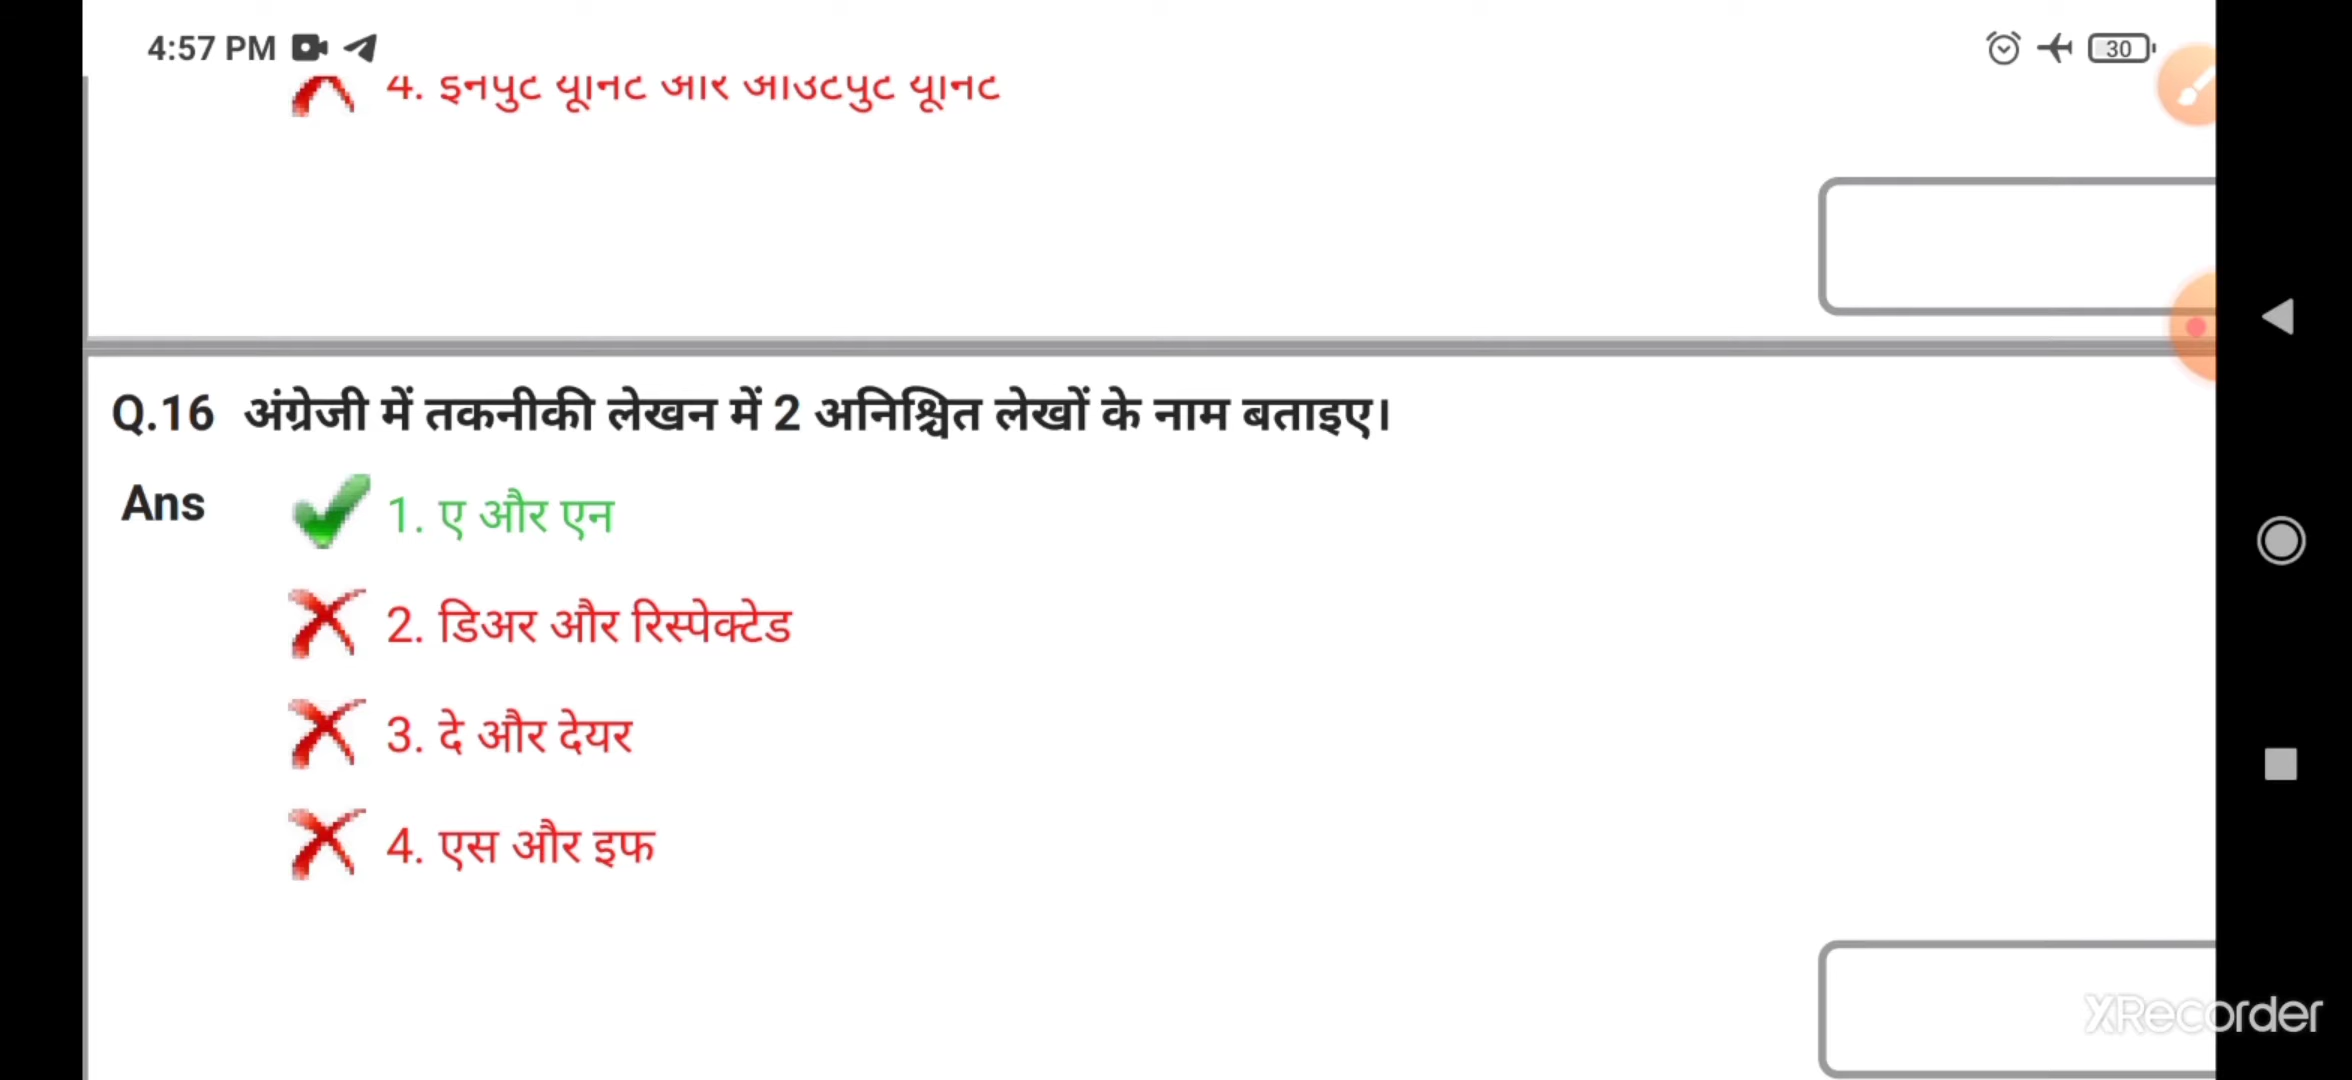 4:57 PM
30
4. इनपुट यूनिट और आउटपुट यूनिट
Q.16 अंग्रेजी में तकनीकी लेखन में 2 अनिश्चित लेखों के नाम बताइए।
Ans
1. ए और एन
2. डिअर और रिस्पेक्टेड
3. दे और देयर
4. एस और इफ
XRecorder